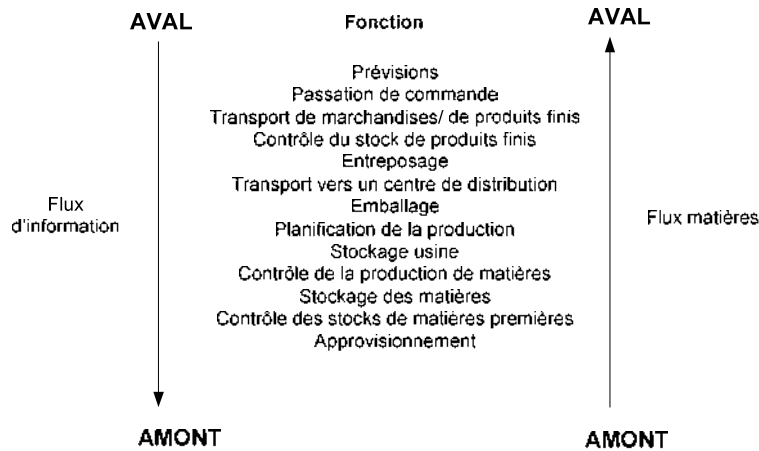 AVAL
Fonction
AVAL
Prévisions
Passation de commande
Transport de marchandises/ de produits finis
Contrôle du stock de produits finis
Entreposage
Transport vers un centre de distribution
Emballage
Planification de la production
Stockage usine
Contrôle de la production de matières
Stockage des matières
Contrôle des stocks de matières premières
Approvisionnement
Flux
d'information
Flux matières
AMONT
AMONT